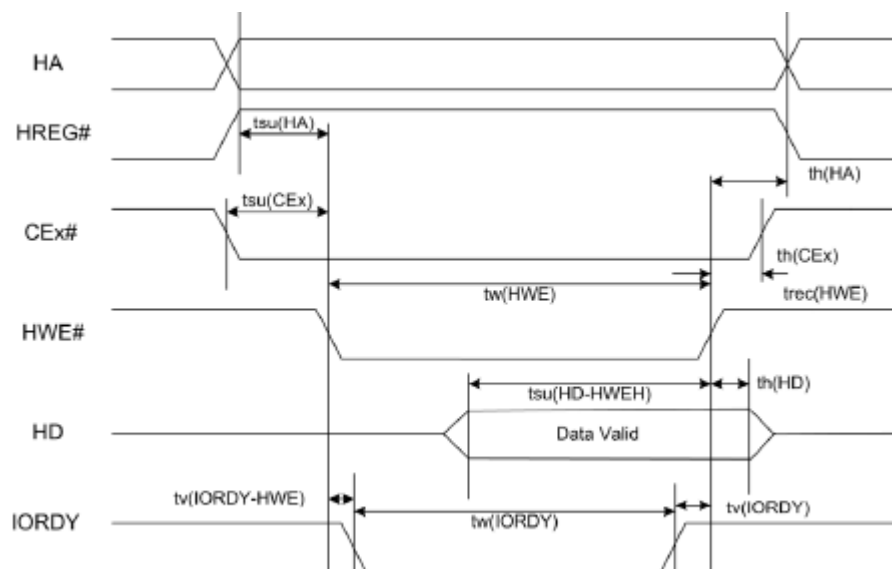 HA
HREG#
tsu(HA)
th(HA)
CEx#
tsu(CEx)
th(CEx)
tw(HWE)
trec(HWE)
HWE#
tsu(HD-HWEH)
th(HD)
HD
Data Valid
tv(IORDY-HWE)
tw(IORDY)
tv(IORDY)
IORDY